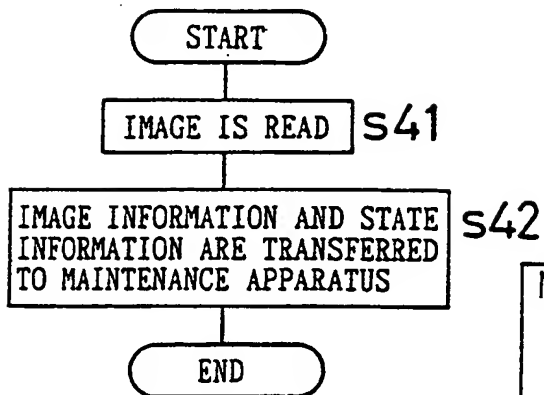 START
IMAGE IS READ s41
IMAGE INFORMATION AND STATE s42
INFORMATION ARE TRANSFERRED
TO MAINTENANCE APPARATUS
END